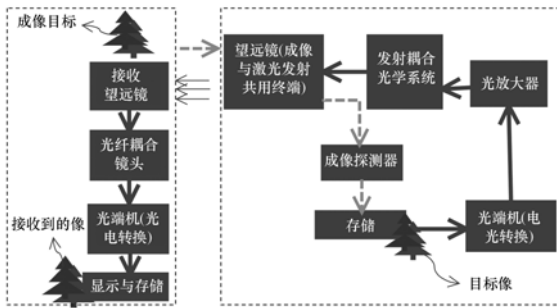 成像目标
接收
望远镜
光纤耦合
镜头
接收到的像
光端机(光
电转换)
显示与存储
望远镜(成像
与激光发射
共用终端)
发射耦合
光学系统
光放大器
成像探测器
存储
光端机(电
光转换)
目标像